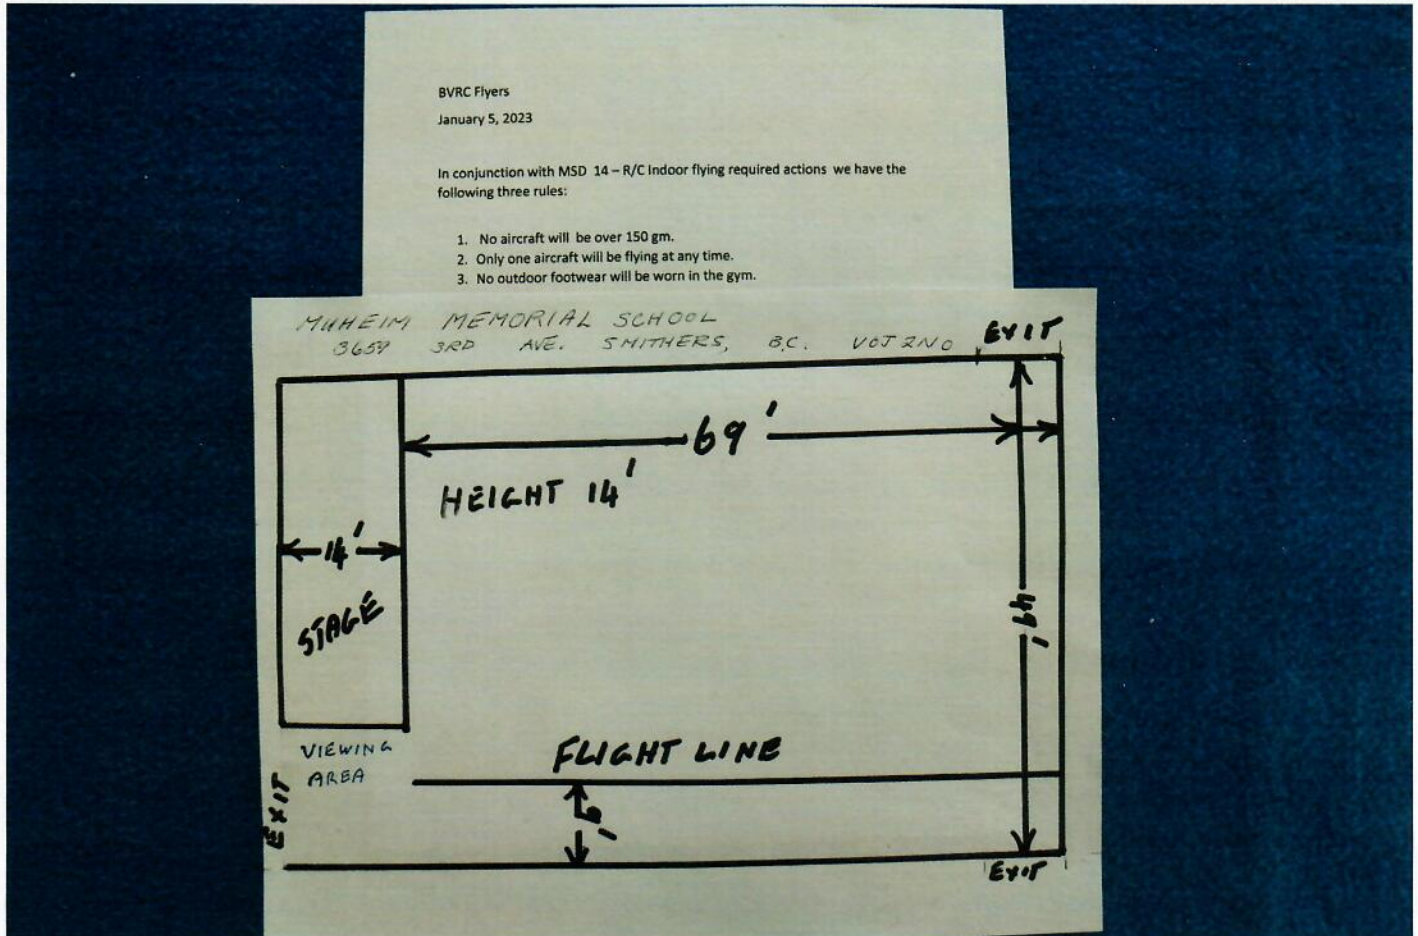 BVRC Flyers
January 5, 2023
In conjunction with MSD 14 – R/C Indoor flying required actions we have the
following three rules:
1. No aircraft will be over 150 gm.
2. Only one aircraft will be flying at any time.
3. No outdoor footwear will be worn in the gym.
MUHEIM MEMORIAL SCHOOL
3659 3RD AVE. SMITHERS, B.C. V0J 2N0
EXIT
69'
HEIGHT 14'
14'
STAGE
49'
VIEWING
AREA
FLIGHT LINE
EXIT
9'
EXIT